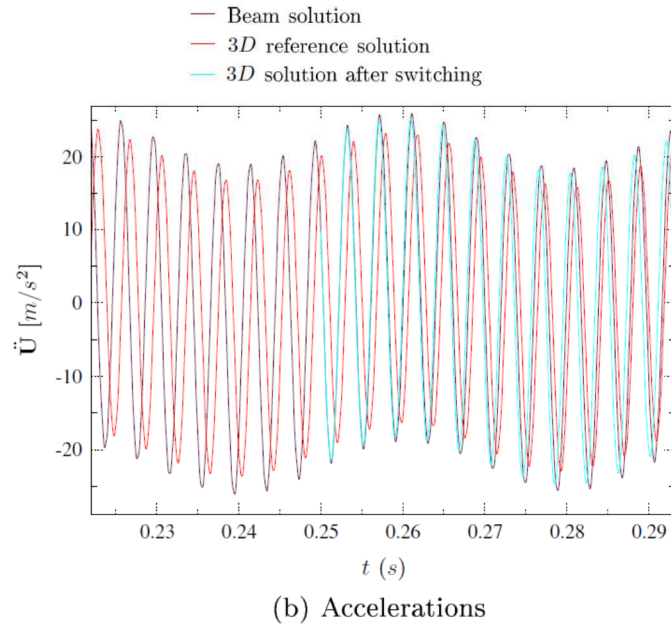 Beam solution
3D reference solution
3D solution after switching
20
10
0
-10
-20
Ü [m/s²]
0.23 0.24 0.25 0.26 0.27 0.28 0.29
t (s)
(b) Accelerations